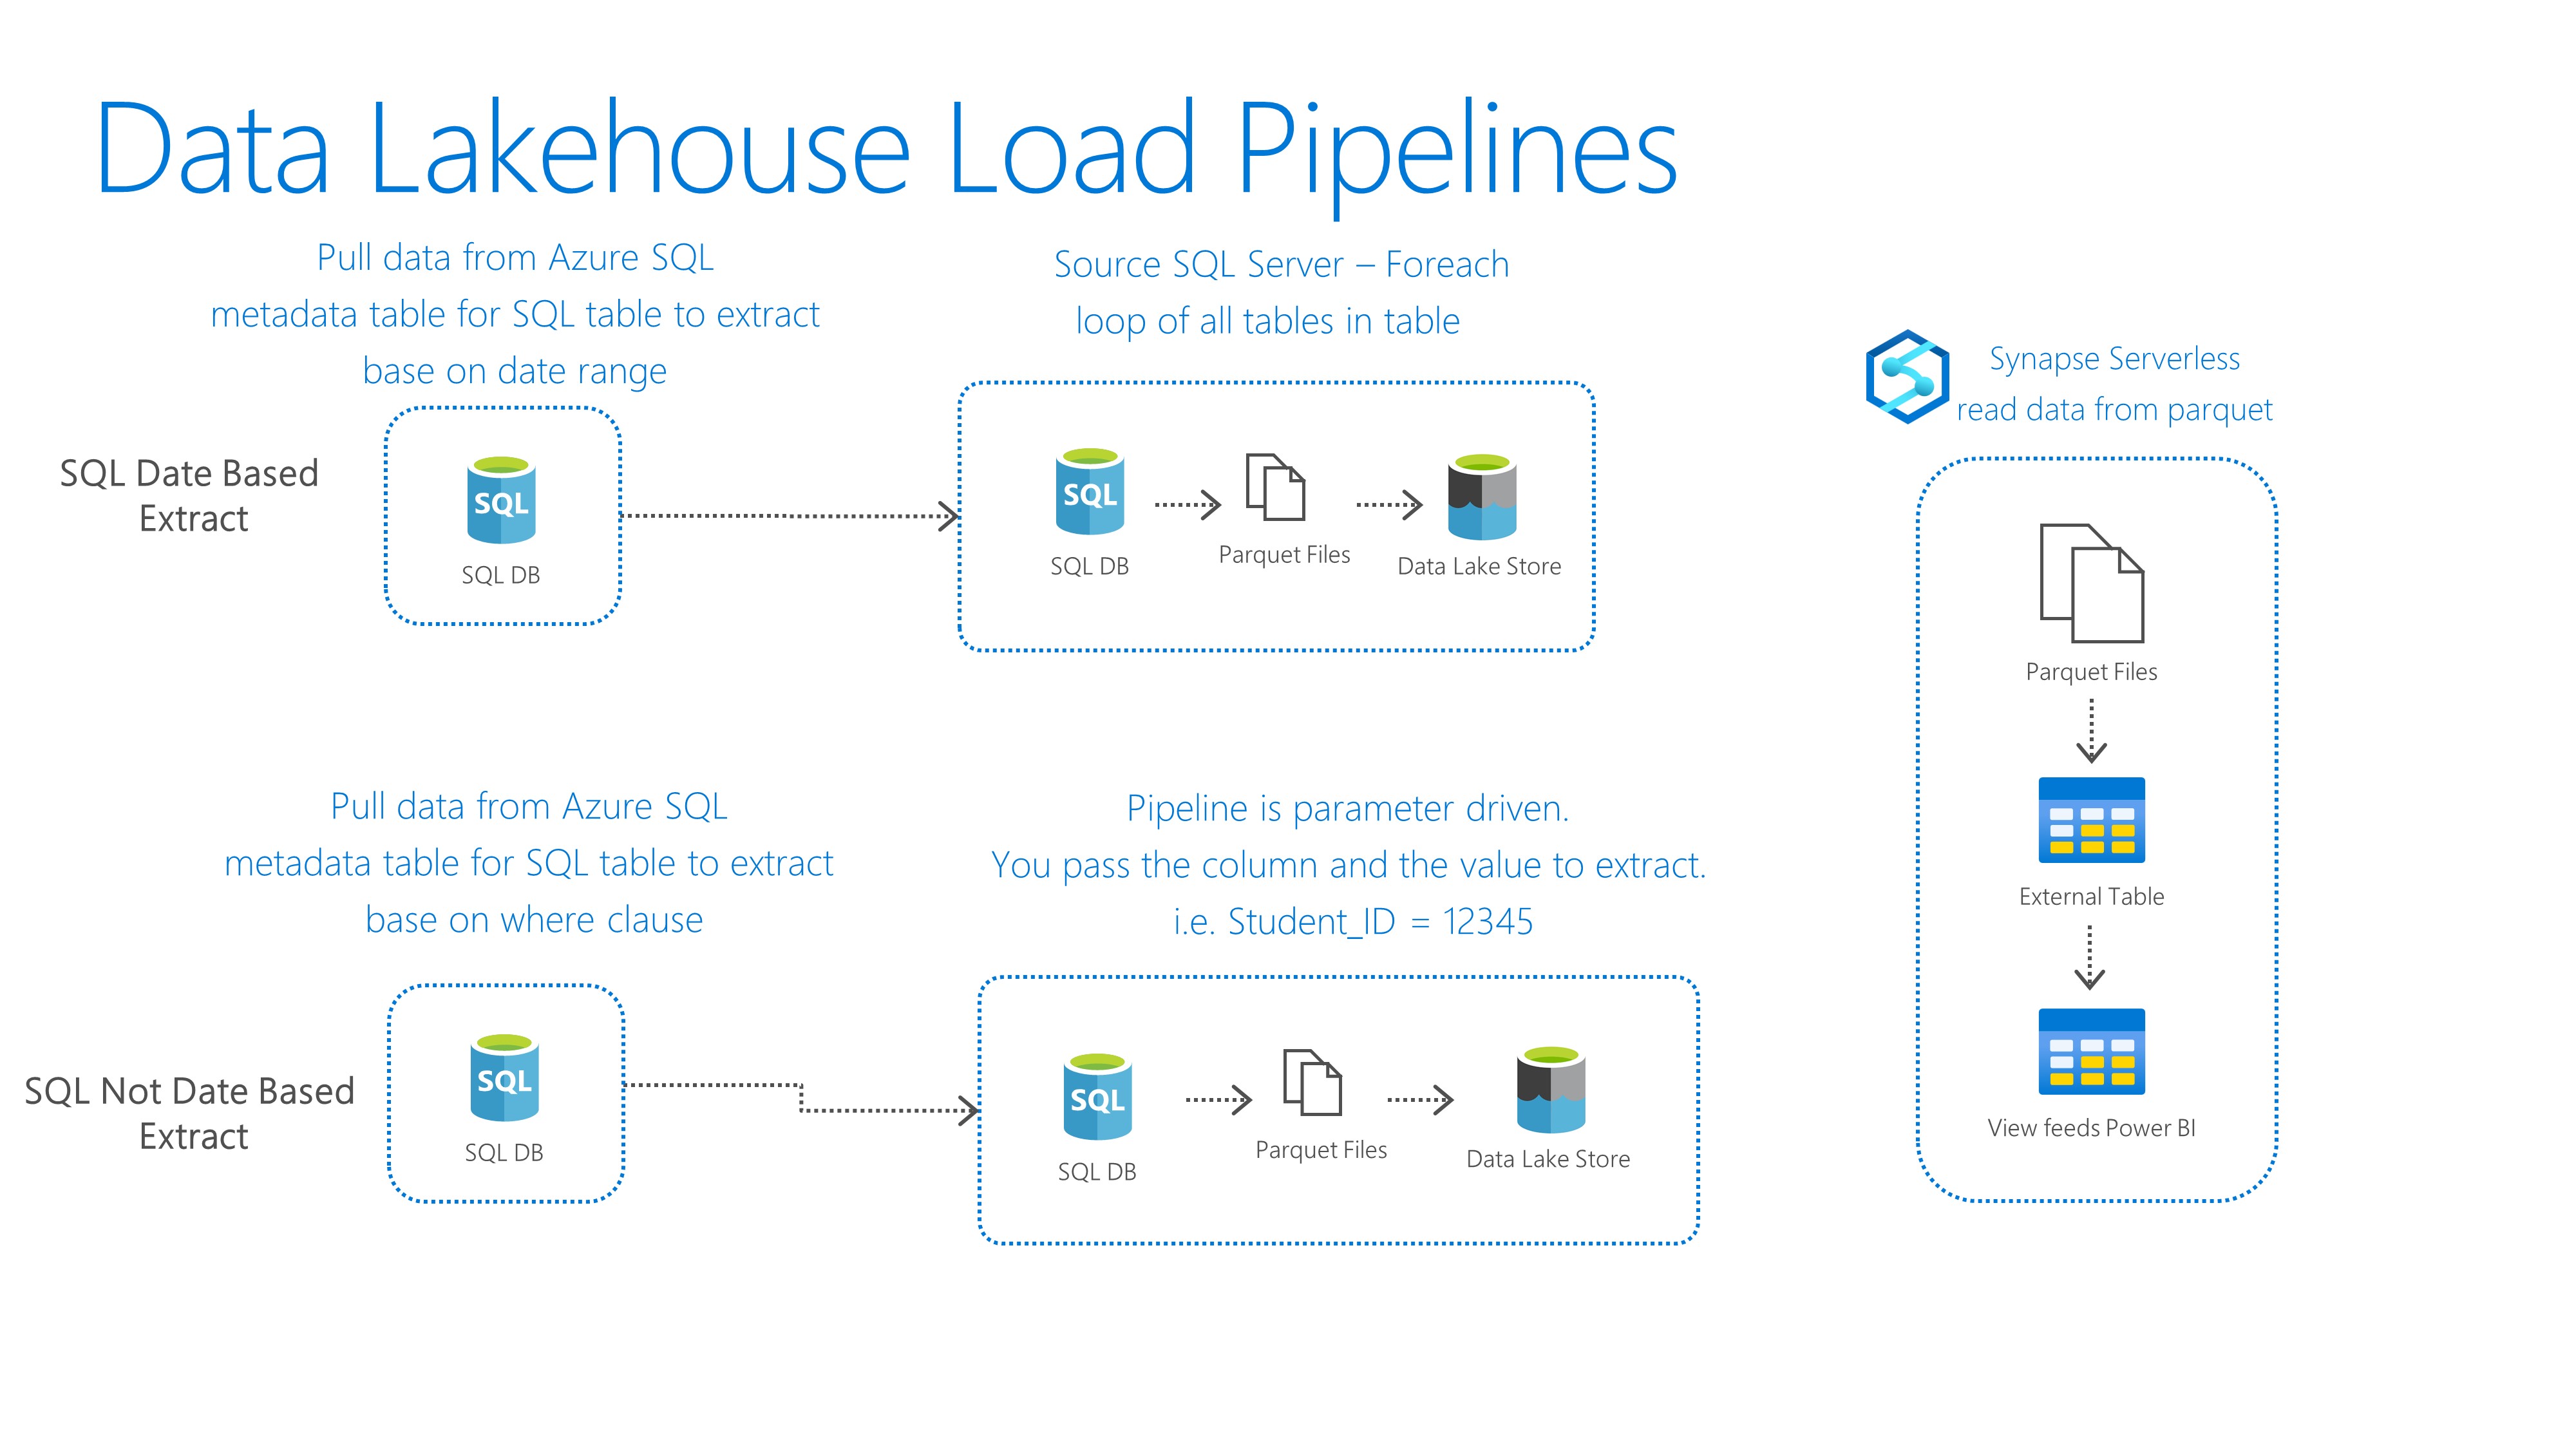 Data Lakehouse Load Pipelines
Pull data from Azure SQL
metadata table for SQL table to extract
base on date range
Source SQL Server – Foreach
loop of all tables in table
Synapse Serverless
read data from parquet
SQL Date Based
Extract
SQL
SQL DB
SQL
SQL DB
Parquet Files
Data Lake Store
Pull data from Azure SQL
metadata table for SQL table to extract
base on where clause
Pipeline is parameter driven.
You pass the column and the value to extract.
i.e. Student_ID = 12345
SQL Not Date Based
Extract
SQL
SQL DB
SQL
SQL DB
Parquet Files
Data Lake Store
Parquet Files
External Table
View feeds Power BI